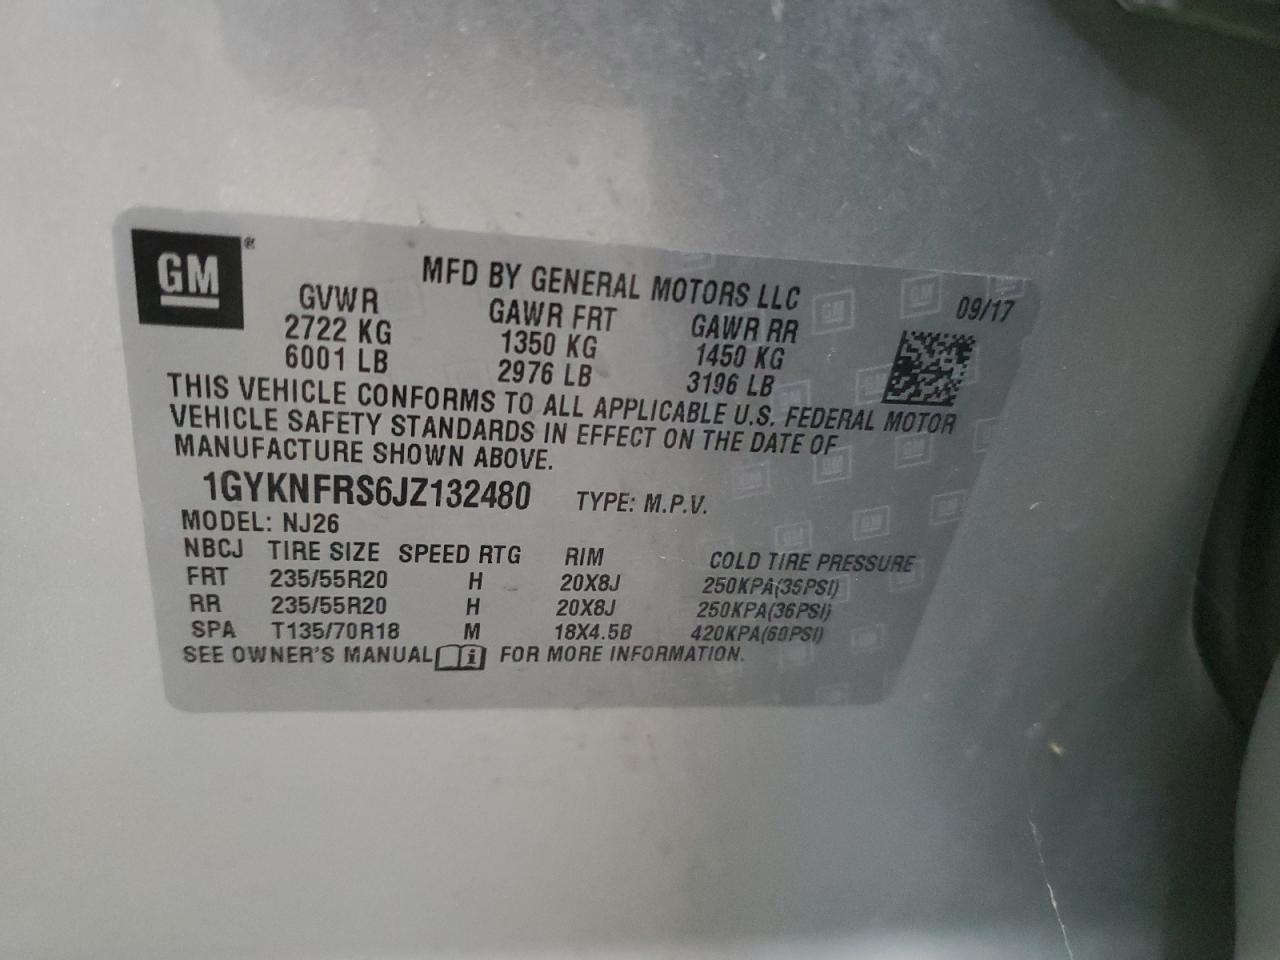 GM®
MFD BY GENERAL MOTORS LLC
09/17
GVWR GAWR FRT GAWR RR
2722 KG 1350 KG 1450 KG
6001 LB 2976 LB 3196 LB
THIS VEHICLE CONFORMS TO ALL APPLICABLE U.S. FEDERAL MOTOR
VEHICLE SAFETY STANDARDS IN EFFECT ON THE DATE OF
MANUFACTURE SHOWN ABOVE.
1GYKNFRS6JZ132480 TYPE: M.P.V.
MODEL: NJ26
NBCJ TIRE SIZE SPEED RTG RIM COLD TIRE PRESSURE
FRT 235/55R20 H 20X8J 250KPA(36PSI)
RR 235/55R20 H 20X8J 250KPA(36PSI)
SPA T135/70R18 M 18X4.5B 420KPA(60PSI)
SEE OWNER'S MANUAL i FOR MORE INFORMATION.